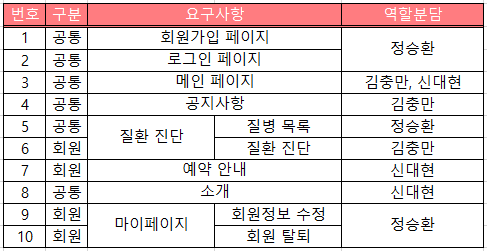 번호 구분 요구사항 역할분담
1 공통 회원가입 페이지 정승환
2 공통 로그인 페이지
3 공통 메인 페이지 김충만, 신대현
4 공통 공지사항 김충만
5 공통 질환 진단 질병 목록 정승환
6 회원 질환 진단 김충만
7 회원 예약 안내 신대현
8 공통 소개 신대현
9 회원 마이페이지 회원정보 수정 정승환
10 회원 회원 탈퇴